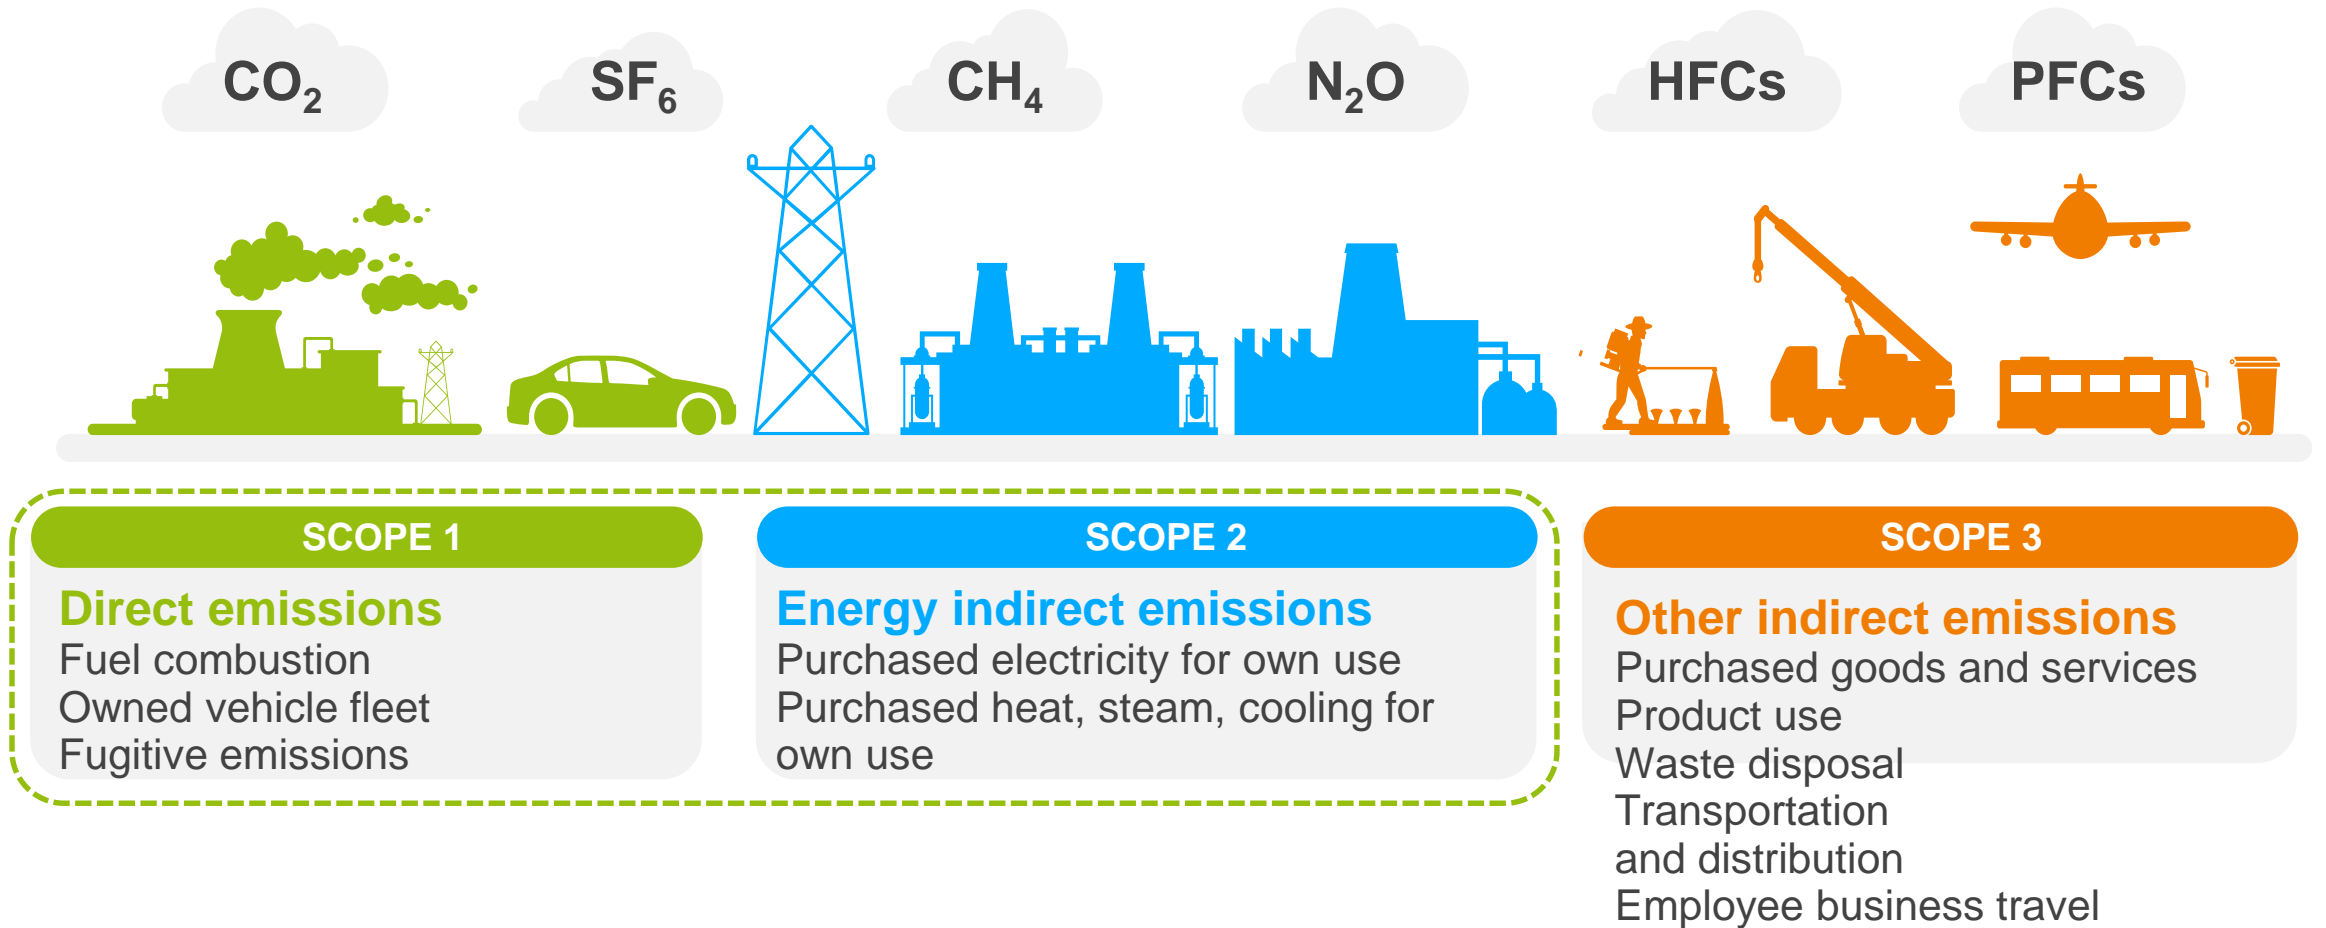 CO₂
SF₆
CH₄
N₂O
HFCs
PFCs
SCOPE 1
Direct emissions
Fuel combustion
Owned vehicle fleet
Fugitive emissions
SCOPE 2
Energy indirect emissions
Purchased electricity for own use
Purchased heat, steam, cooling for
own use
SCOPE 3
Other indirect emissions
Purchased goods and services
Product use
Waste disposal
Transportation
and distribution
Employee business travel